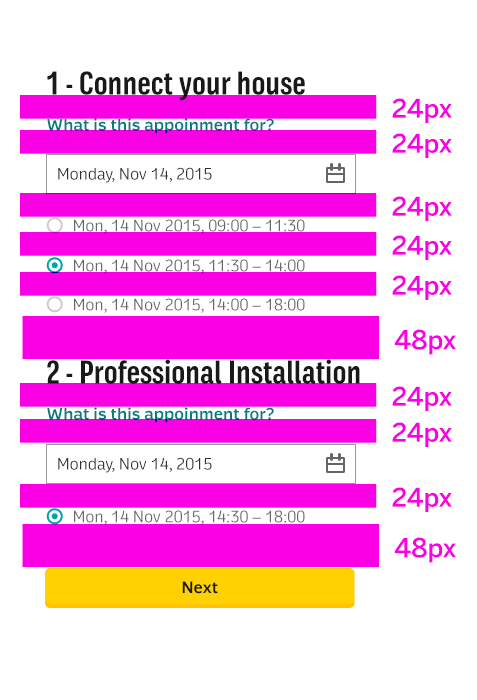 1 - Connect your house
24px
What is this appoinment for?
24px
Monday, Nov 14, 2015
24px
Mon, 14 Nov 2015, 09:00 – 11:30
24px
Mon, 14 Nov 2015, 11:30 – 14:00
24px
Mon, 14 Nov 2015, 14:00 – 18:00
48px
2 - Professional Installation
24px
What is this appoinment for?
24px
Monday, Nov 14, 2015
24px
Mon, 14 Nov 2015, 14:30 – 18:00
48px
Next